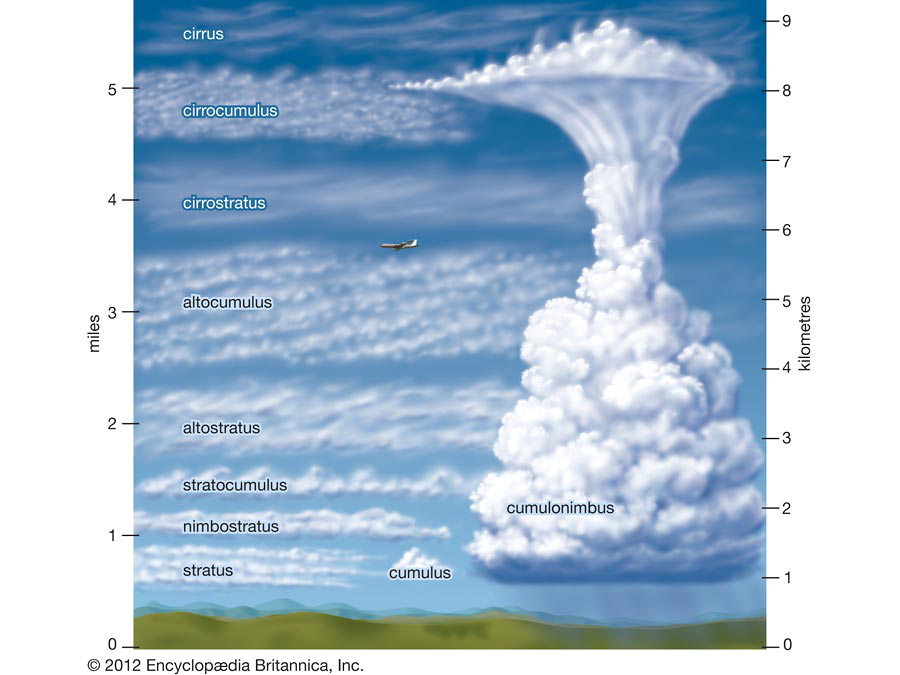 cirrus
cirrocumulus
cirrostratus
altocumulus
altostratus
stratocumulus
nimbostratus
stratus
cumulus
cumulonimbus
miles
5
4
3
2
1
0
kilometres
9
8
7
6
5
4
3
2
1
0
© 2012 Encyclopædia Britannica, Inc.